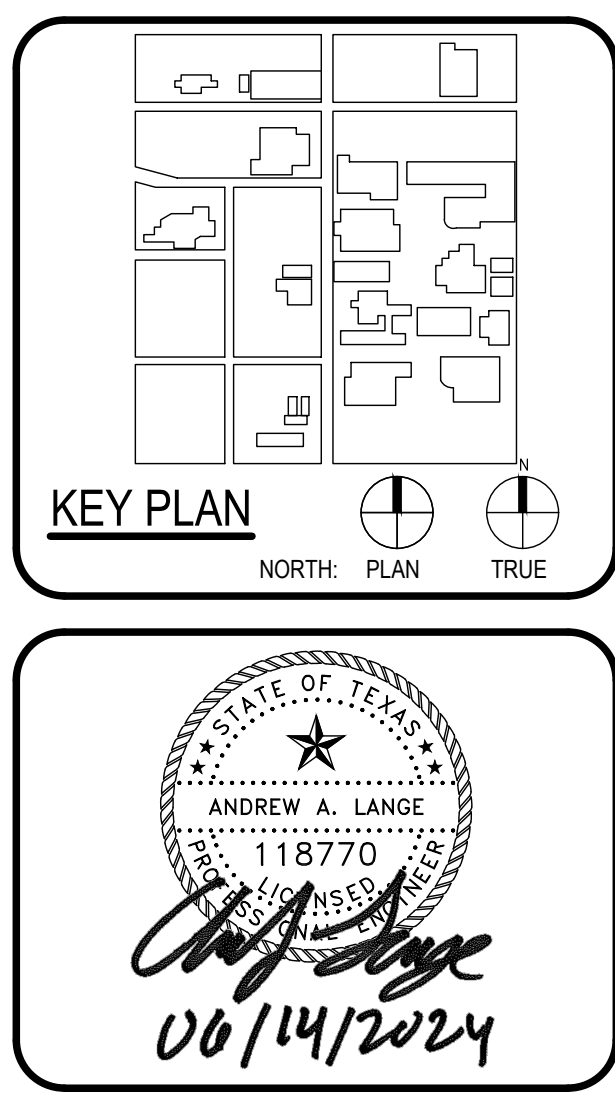 N
KEY PLAN
NORTH: PLAN TRUE
STATE OF TEXAS
ANDREW A. LANGE
118770
LICENSED
PROFESSIONAL ENGINEER
06/14/2024